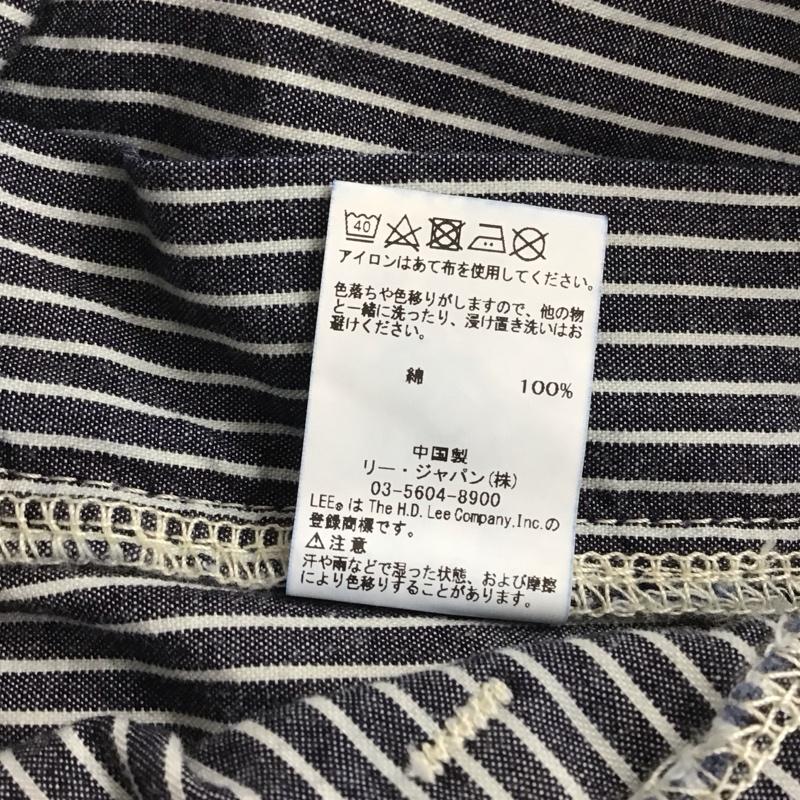 40
アイロンはあて布を使用してください。
色落ちや色移りがしますので、他の物
と一緒に洗ったり、浸け置き洗いはお
避けください。
綿 100%
中国製
リー・ジャパン(株)
03-5604-8900
LEE® は The H.D. Lee Company,Inc.の
登録商標です。
⚠注意
汗や雨などで湿った状態、および摩擦
により色移りすることがあります。